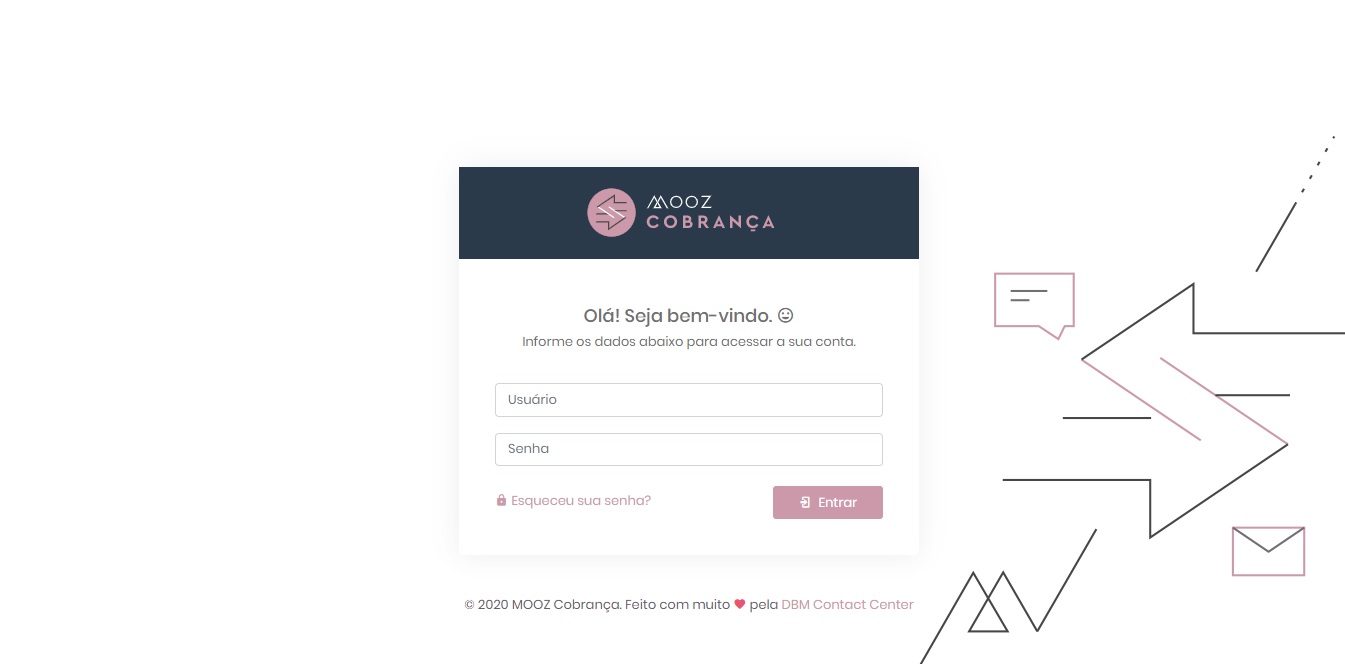 MOOZ
COBRANÇA
Olá! Seja bem-vindo.
Informe os dados abaixo para acessar a sua conta.
Usuário
Senha
Esqueceu sua senha?
Entrar
© 2020 MOOZ Cobrança. Feito com muito ❤ pela DBM Contact Center